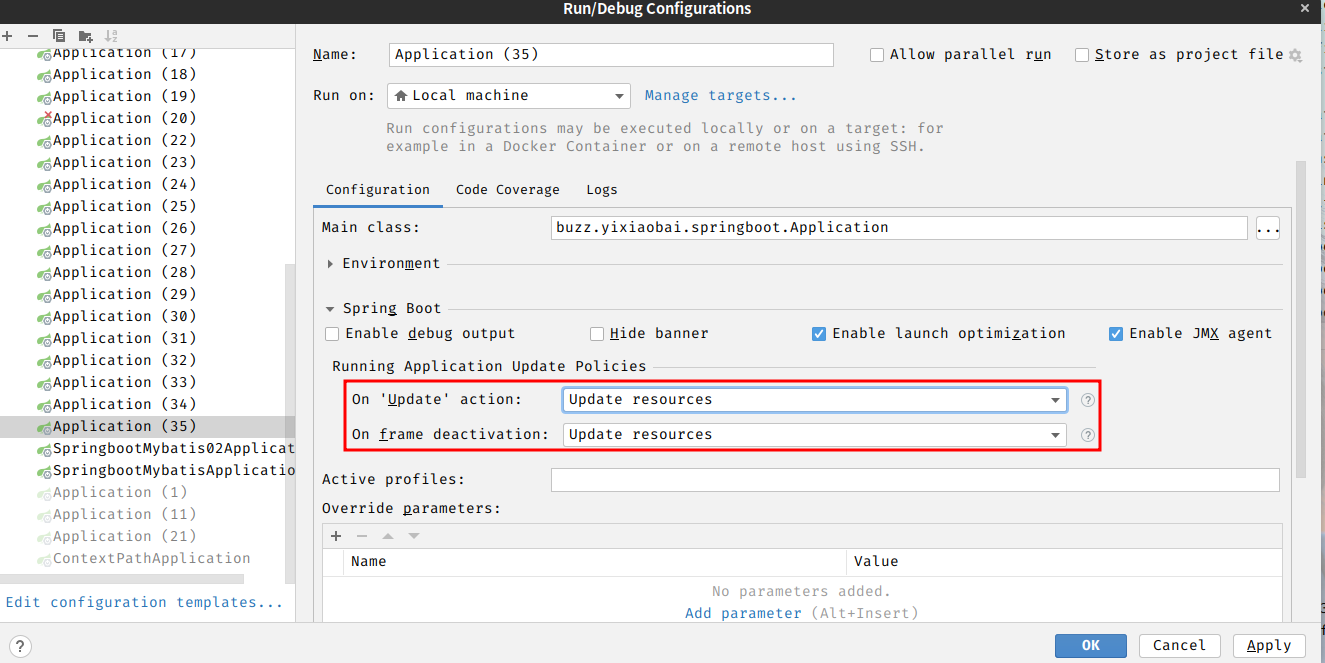 Run/Debug Configurations
Application (17)
Application (18)
Application (19)
Application (20)
Application (22)
Application (23)
Application (24)
Application (25)
Application (26)
Application (27)
Application (28)
Application (29)
Application (30)
Application (31)
Application (32)
Application (33)
Application (34)
Application (35)
SpringbootMybatis02Applicat
SpringbootMybatisApplicatio
Application (1)
Application (11)
Application (21)
ContextPathApplication
Edit configuration templates...
Name: Application (35) Allow parallel run Store as project file
Run on: Local machine Manage targets...
Run configurations may be executed locally or on a target: for
example in a Docker Container or on a remote host using SSH.
Configuration Code Coverage Logs
Main class: buzz.yixiaobai.springboot.Application ...
Environment
Spring Boot
Enable debug output Hide banner Enable launch optimization Enable JMX agent
Running Application Update Policies
On 'Update' action: Update resources ?
On frame deactivation: Update resources ?
Active profiles:
Override parameters:
Name Value
No parameters added.
Add parameter (Alt+Insert)
? OK Cancel Apply